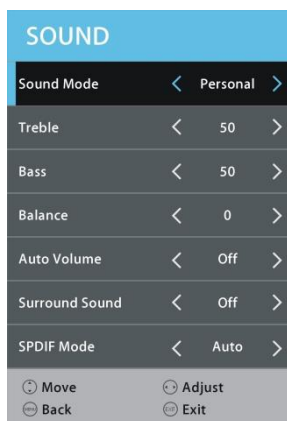 SOUND
Sound Mode < Personal >
Treble < 50 >
Bass < 50 >
Balance < 0 >
Auto Volume < Off >
Surround Sound < Off >
SPDIF Mode < Auto >
Move Adjust
Back Exit